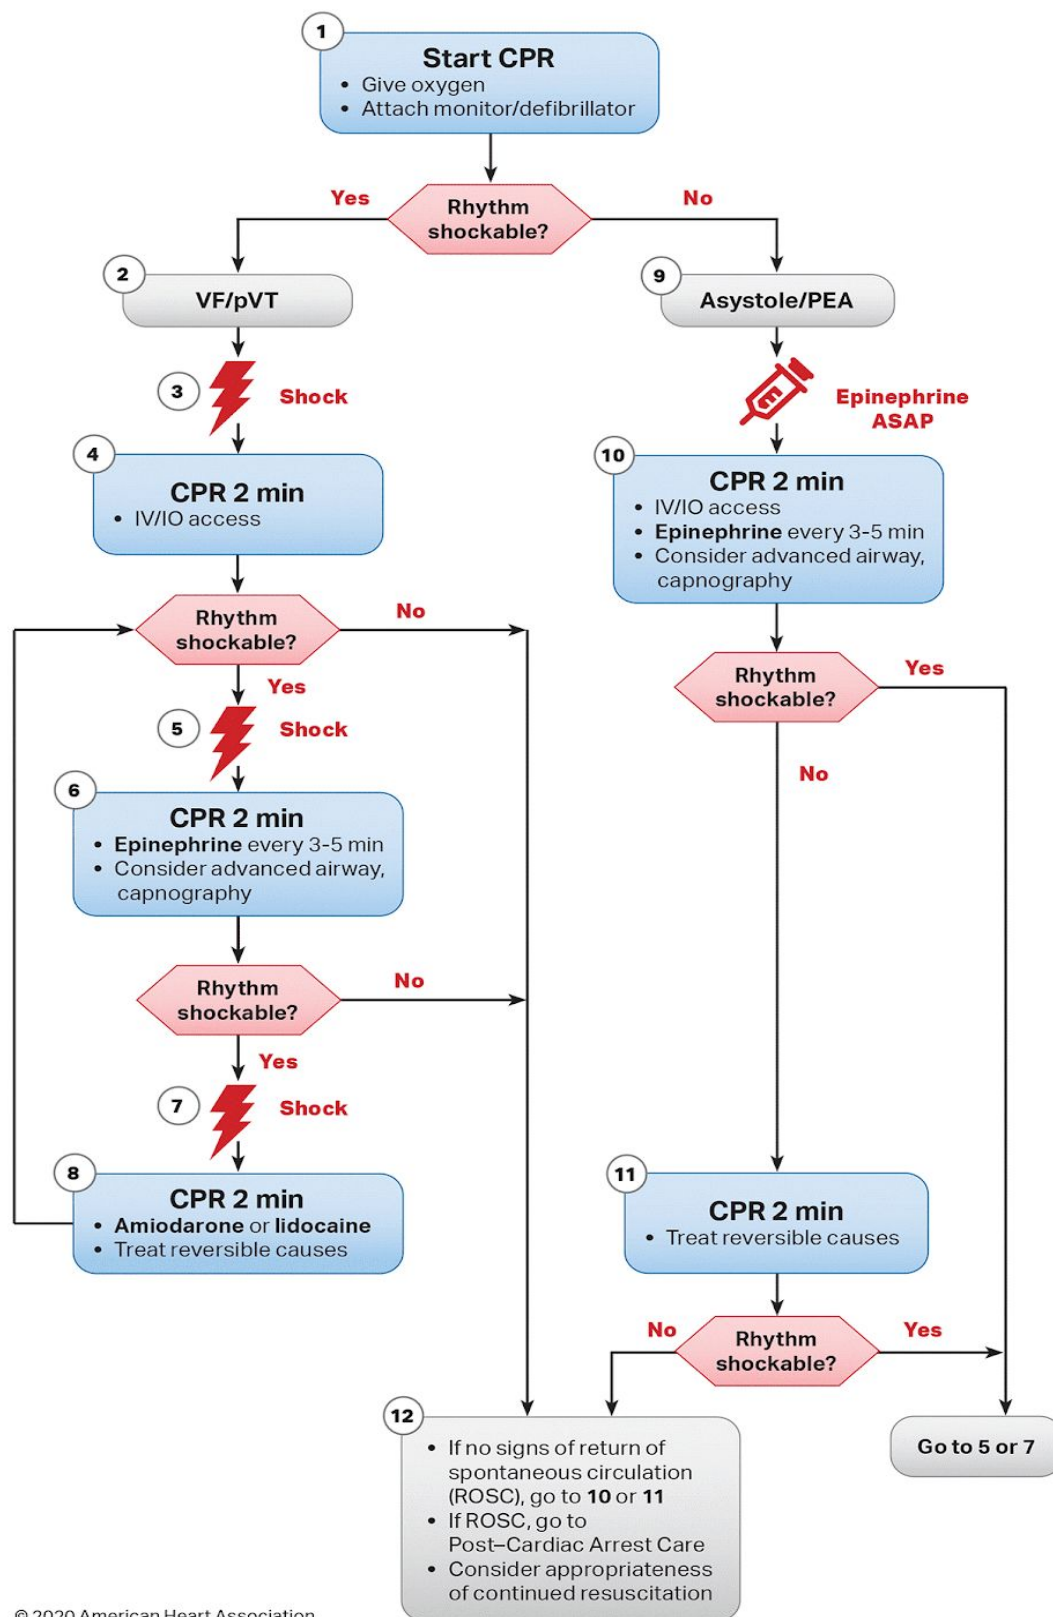 1
Start CPR
• Give oxygen
• Attach monitor/defibrillator
Yes
Rhythm
shockable?
No
2
VF/pVT
9
Asystole/PEA
3
Shock
Epinephrine
ASAP
4
CPR 2 min
• IV/IO access
10
CPR 2 min
• IV/IO access
• Epinephrine every 3-5 min
• Consider advanced airway,
capnography
Rhythm
shockable?
No
Yes
Rhythm
shockable?
Yes
No
5
Shock
6
CPR 2 min
• Epinephrine every 3-5 min
• Consider advanced airway,
capnography
Rhythm
shockable?
No
Yes
7
Shock
8
CPR 2 min
• Amiodarone or lidocaine
• Treat reversible causes
11
CPR 2 min
• Treat reversible causes
No
Rhythm
shockable?
Yes
12
• If no signs of return of
spontaneous circulation
(ROSC), go to 10 or 11
• If ROSC, go to
Post–Cardiac Arrest Care
• Consider appropriateness
of continued resuscitation
Go to 5 or 7
© 2020 American Heart Association